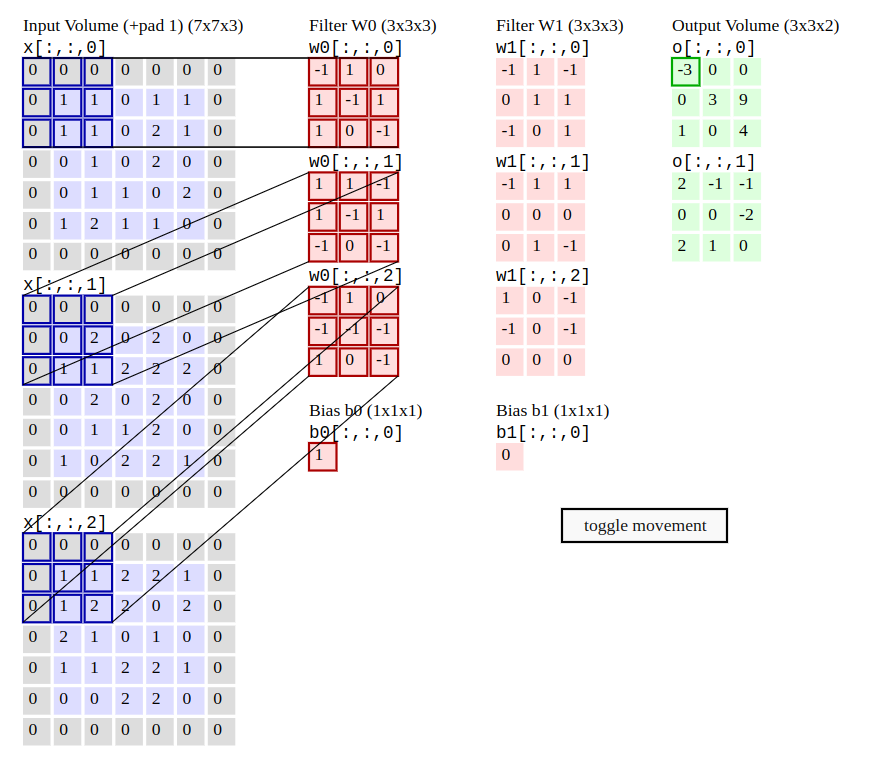 Input Volume (+pad 1) (7x7x3)
x[:,:,0]
0 0 0 0 0 0 0
0 1 1 0 1 1 0
0 1 1 0 2 1 0
0 0 1 0 2 0 0
0 0 1 1 0 2 0
0 1 2 1 1 0 0
0 0 0 0 0 0 0
x[:,:,1]
0 0 0 0 0 0 0
0 0 2 0 2 0 0
0 1 1 2 2 2 0
0 0 2 0 2 0 0
0 0 1 1 2 0 0
0 1 0 2 2 1 0
0 0 0 0 0 0 0
x[:,:,2]
0 0 0 0 0 0 0
0 1 1 2 2 1 0
0 1 2 2 0 2 0
0 2 1 0 1 0 0
0 1 1 2 2 1 0
0 0 0 2 2 0 0
0 0 0 0 0 0 0
Filter W0 (3x3x3)
w0[:,:,0]
-1 1 0
1 -1 1
1 0 -1
w0[:,:,1]
1 1 -1
1 -1 1
-1 0 -1
w0[:,:,2]
-1 1 0
-1 -1 -1
1 0 -1
Bias b0 (1x1x1)
b0[:,:,0]
1
Filter W1 (3x3x3)
w1[:,:,0]
-1 1 -1
0 1 1
-1 0 1
w1[:,:,1]
-1 1 1
0 0 0
0 1 -1
w1[:,:,2]
1 0 -1
-1 0 -1
0 0 0
Bias b1 (1x1x1)
b1[:,:,0]
0
Output Volume (3x3x2)
o[:,:,0]
-3 0 0
0 3 9
1 0 4
o[:,:,1]
2 -1 -1
0 0 -2
2 1 0
toggle movement